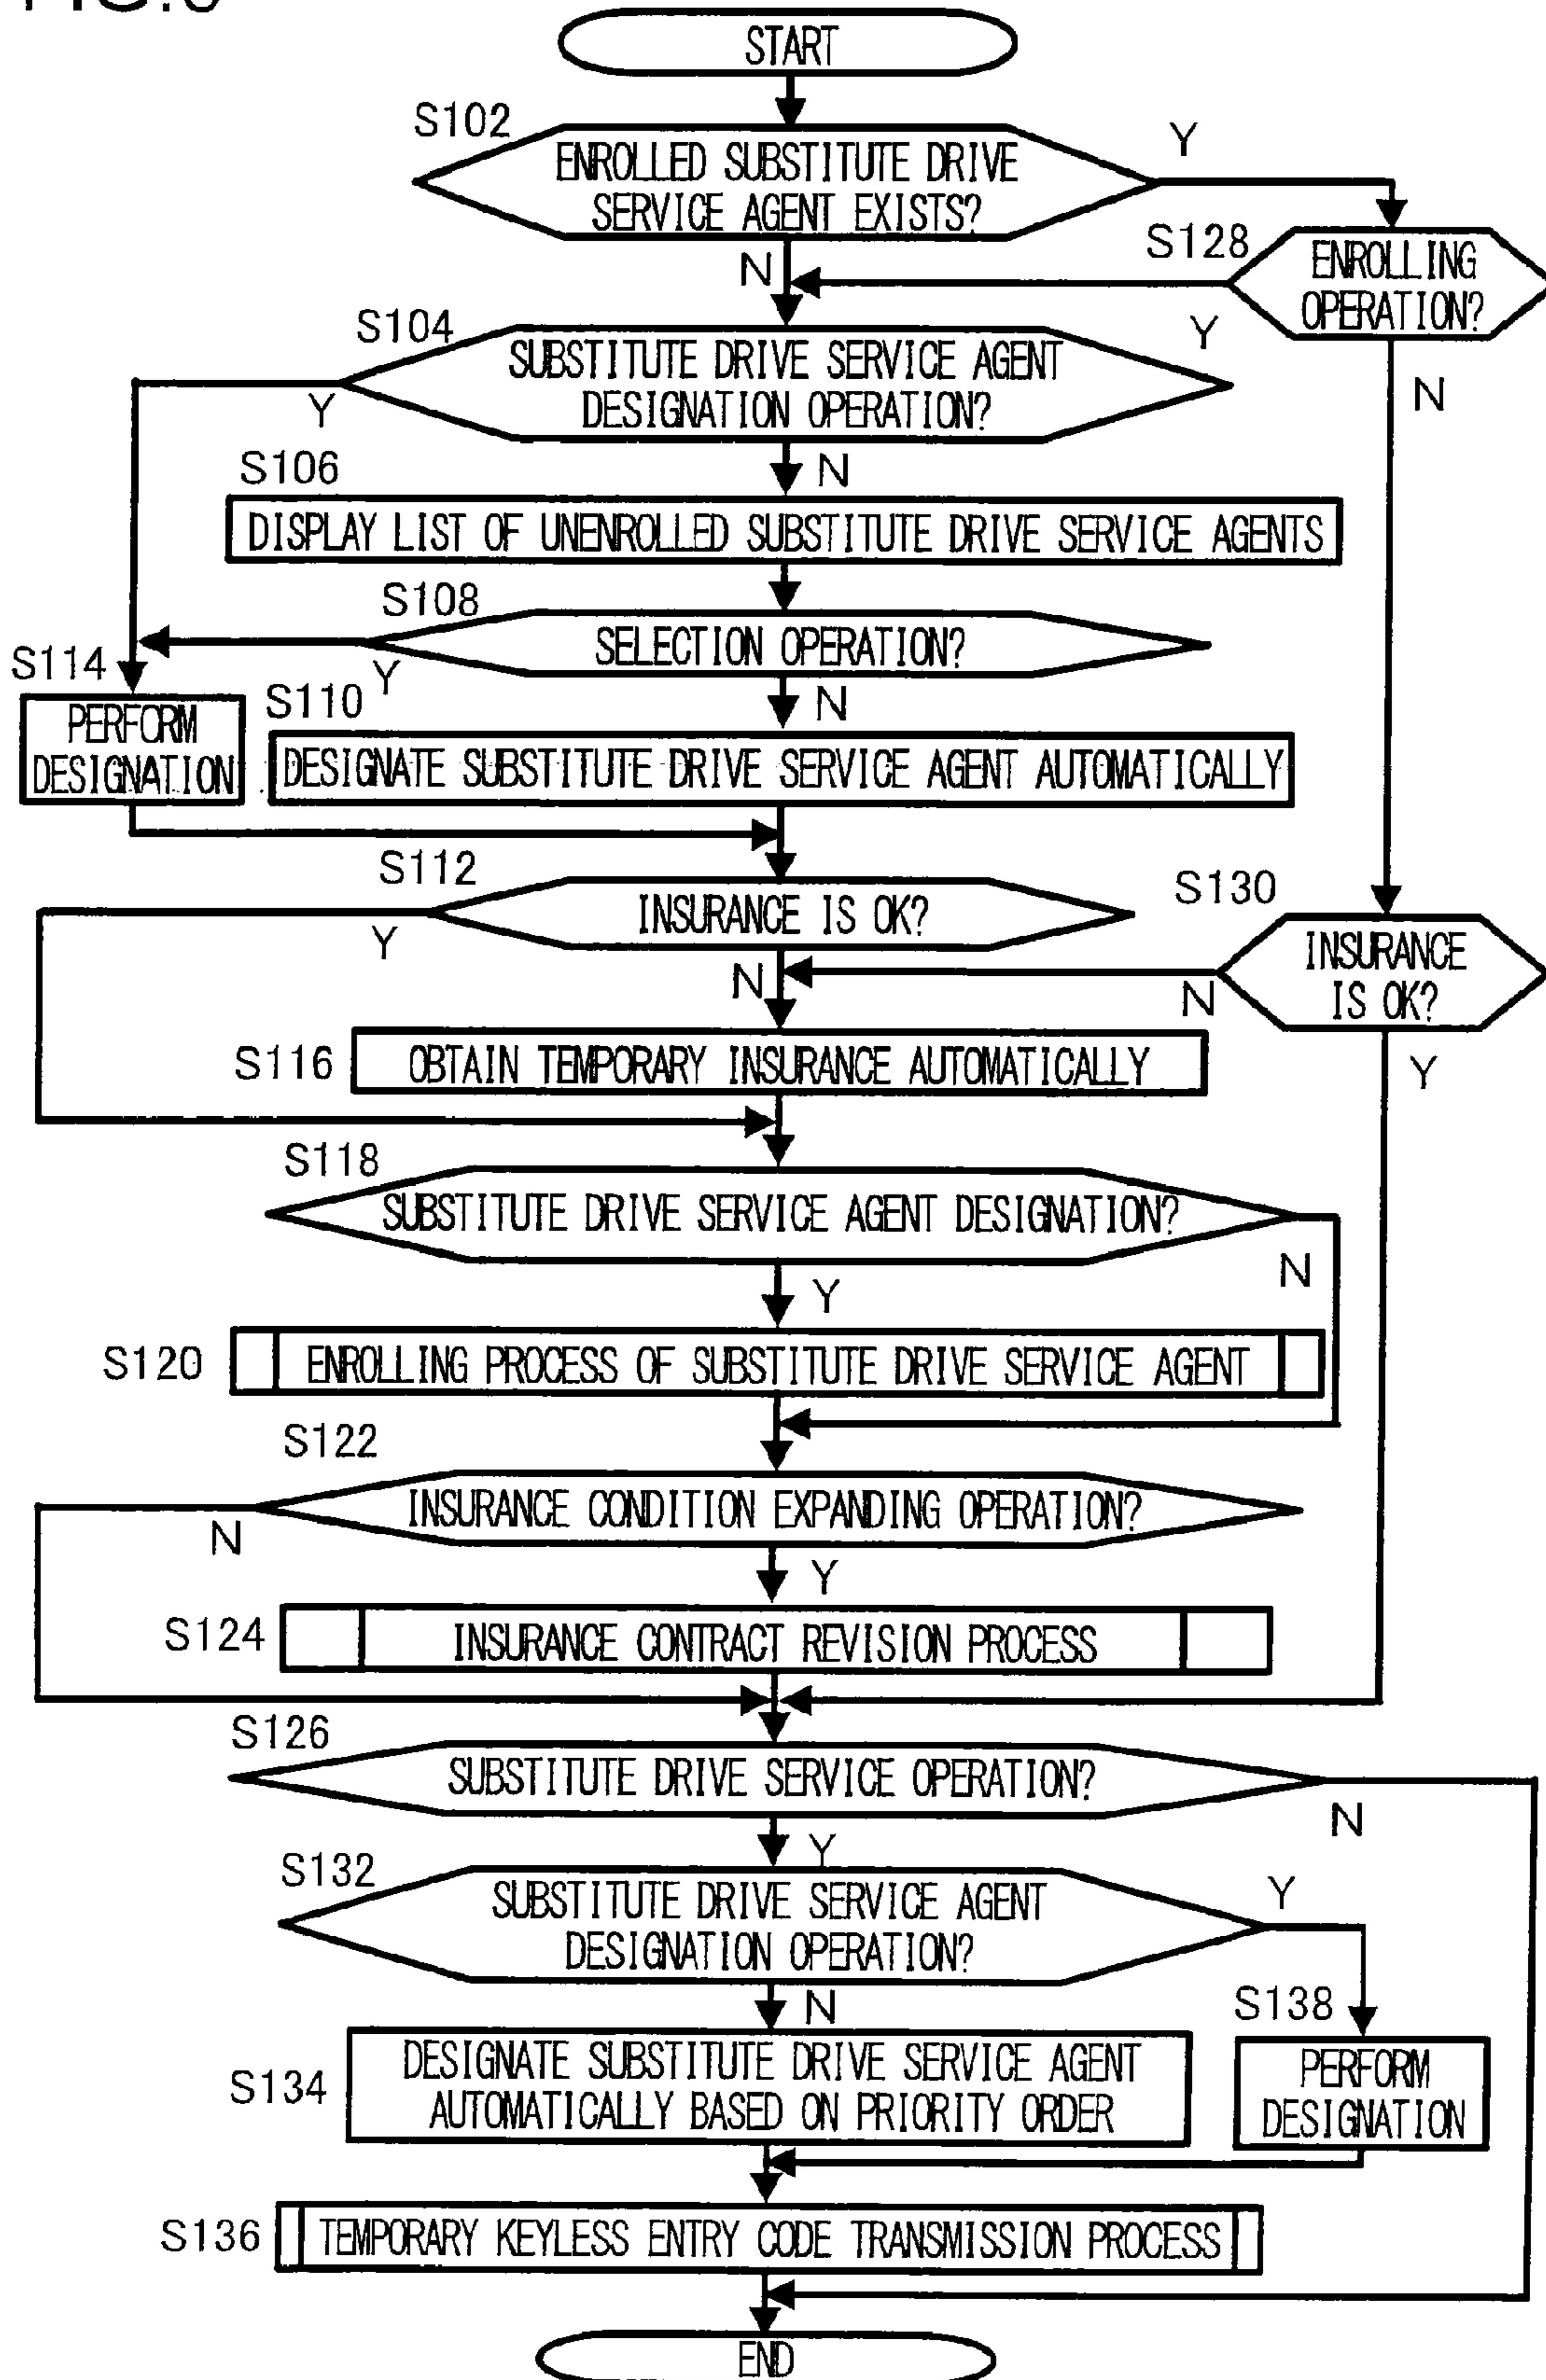 START
S102
ENROLLED SUBSTITUTE DRIVE
SERVICE AGENT EXISTS?
Y
N
S128
ENROLLING
OPERATION?
Y
N
S104
SUBSTITUTE DRIVE SERVICE AGENT
DESIGNATION OPERATION?
Y
N
S106
DISPLAY LIST OF UNENROLLED SUBSTITUTE DRIVE SERVICE AGENTS
S108
SELECTION OPERATION?
Y
N
S114
PERFORM
DESIGNATION
S110
DESIGNATE SUBSTITUTE DRIVE SERVICE AGENT AUTOMATICALLY
S112
INSURANCE IS OK?
Y
N
S130
INSURANCE
IS OK?
N
Y
S116
OBTAIN TEMPORARY INSURANCE AUTOMATICALLY
S118
SUBSTITUTE DRIVE SERVICE AGENT DESIGNATION?
N
Y
S120
ENROLLING PROCESS OF SUBSTITUTE DRIVE SERVICE AGENT
S122
INSURANCE CONDITION EXPANDING OPERATION?
N
Y
S124
INSURANCE CONTRACT REVISION PROCESS
S126
SUBSTITUTE DRIVE SERVICE OPERATION?
N
Y
S132
SUBSTITUTE DRIVE SERVICE AGENT
DESIGNATION OPERATION?
Y
N
S138
PERFORM
DESIGNATION
S134
DESIGNATE SUBSTITUTE DRIVE SERVICE AGENT
AUTOMATICALLY BASED ON PRIORITY ORDER
S136
TEMPORARY KEYLESS ENTRY CODE TRANSMISSION PROCESS
END